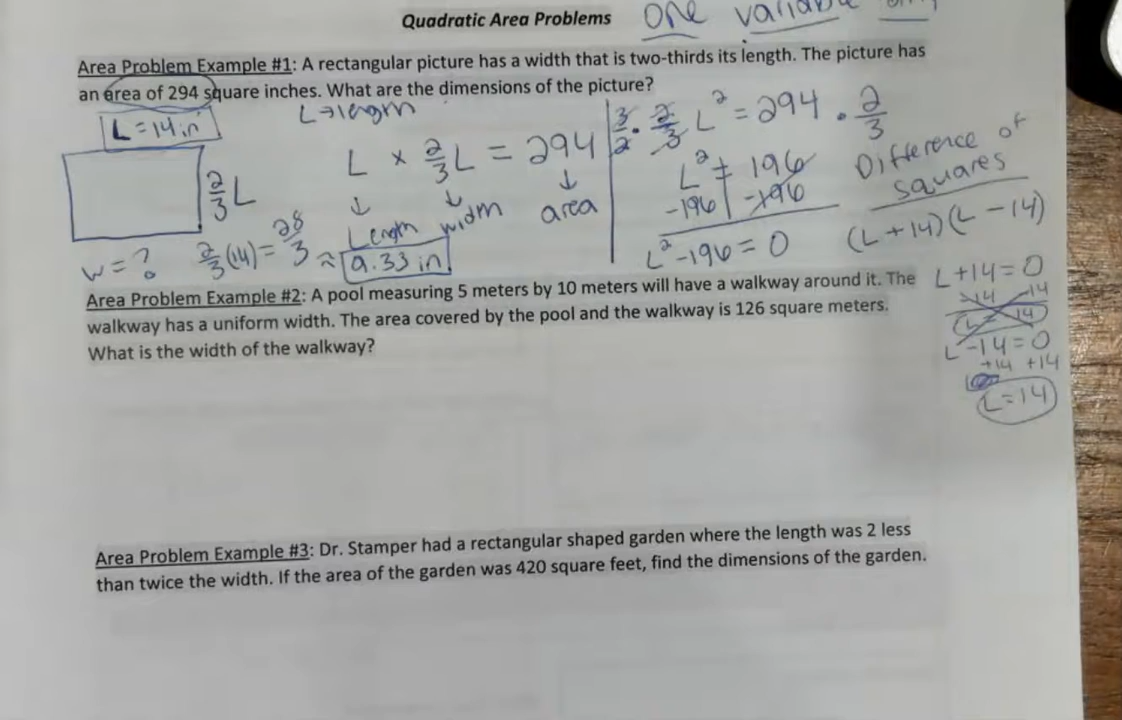 Quadratic Area Problems
one variable
Area Problem Example #1: A rectangular picture has a width that is two-thirds its length. The picture has
an area of 294 square inches. What are the dimensions of the picture?
L = 14 in
L → length
2/3 L
w = ?
2/3 (14) = 28/3 ≈ 9.33 in
L × 2/3 L = 294
↓ ↓ ↓
Length width area
3/2 · 2/3 L² = 294 · 2/3
L² = 196
-196 -196
L² - 196 = 0
Difference of
squares
(L + 14)(L - 14)
L + 14 = 0
-14 -14
L = -14
L - 14 = 0
+14 +14
L = 14
Area Problem Example #2: A pool measuring 5 meters by 10 meters will have a walkway around it. The
walkway has a uniform width. The area covered by the pool and the walkway is 126 square meters.
What is the width of the walkway?
Area Problem Example #3: Dr. Stamper had a rectangular shaped garden where the length was 2 less
than twice the width. If the area of the garden was 420 square feet, find the dimensions of the garden.